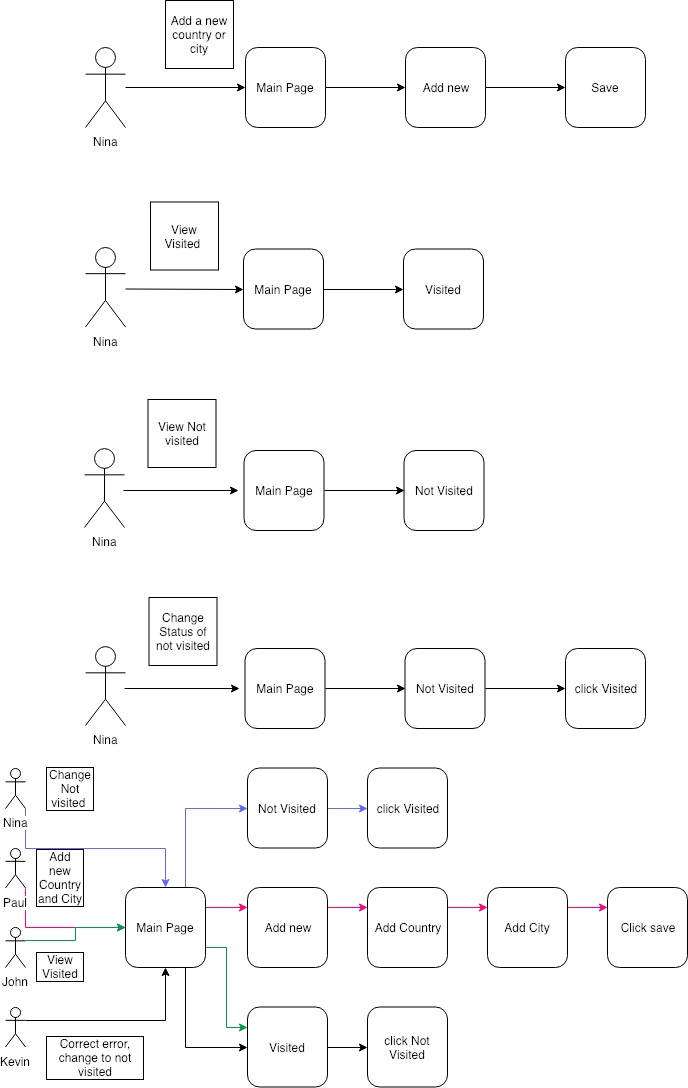 Add a new
country or
city
Main Page
Add new
Save
Nina
View
Visited
Main Page
Visited
Nina
View Not
visited
Main Page
Not Visited
Nina
Change
Status of
not visited
Main Page
Not Visited
click Visited
Nina
Change
Not
visited
Nina
Not Visited
click Visited
Add
new
Country
and City
Paul
Main Page
Add new
Add Country
Add City
Click save
View
Visited
John
Correct error,
change to not
visited
Kevin
Visited
click Not
Visited